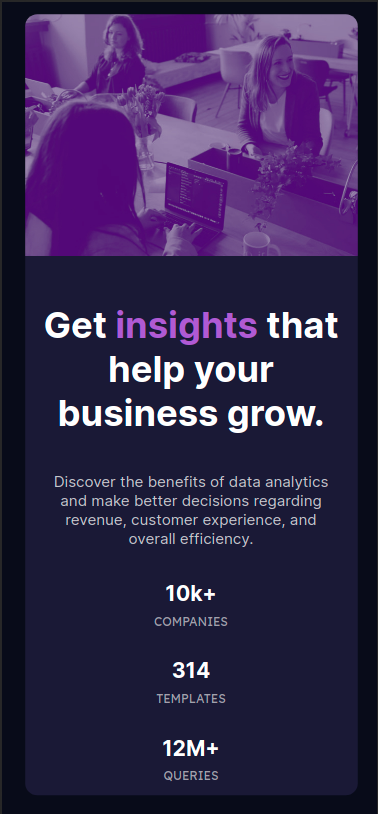 Get insights that
help your
business grow.
Discover the benefits of data analytics
and make better decisions regarding
revenue, customer experience, and
overall efficiency.
10k+
COMPANIES
314
TEMPLATES
12M+
QUERIES